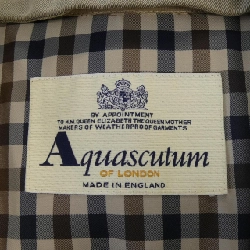 BY APPOINTMENT
TO H.M. QUEEN ELIZABETH THE QUEEN MOTHER
MAKERS OF WEATHERPROOF GARMENTS
Aquascutum
OF LONDON
MADE IN ENGLAND